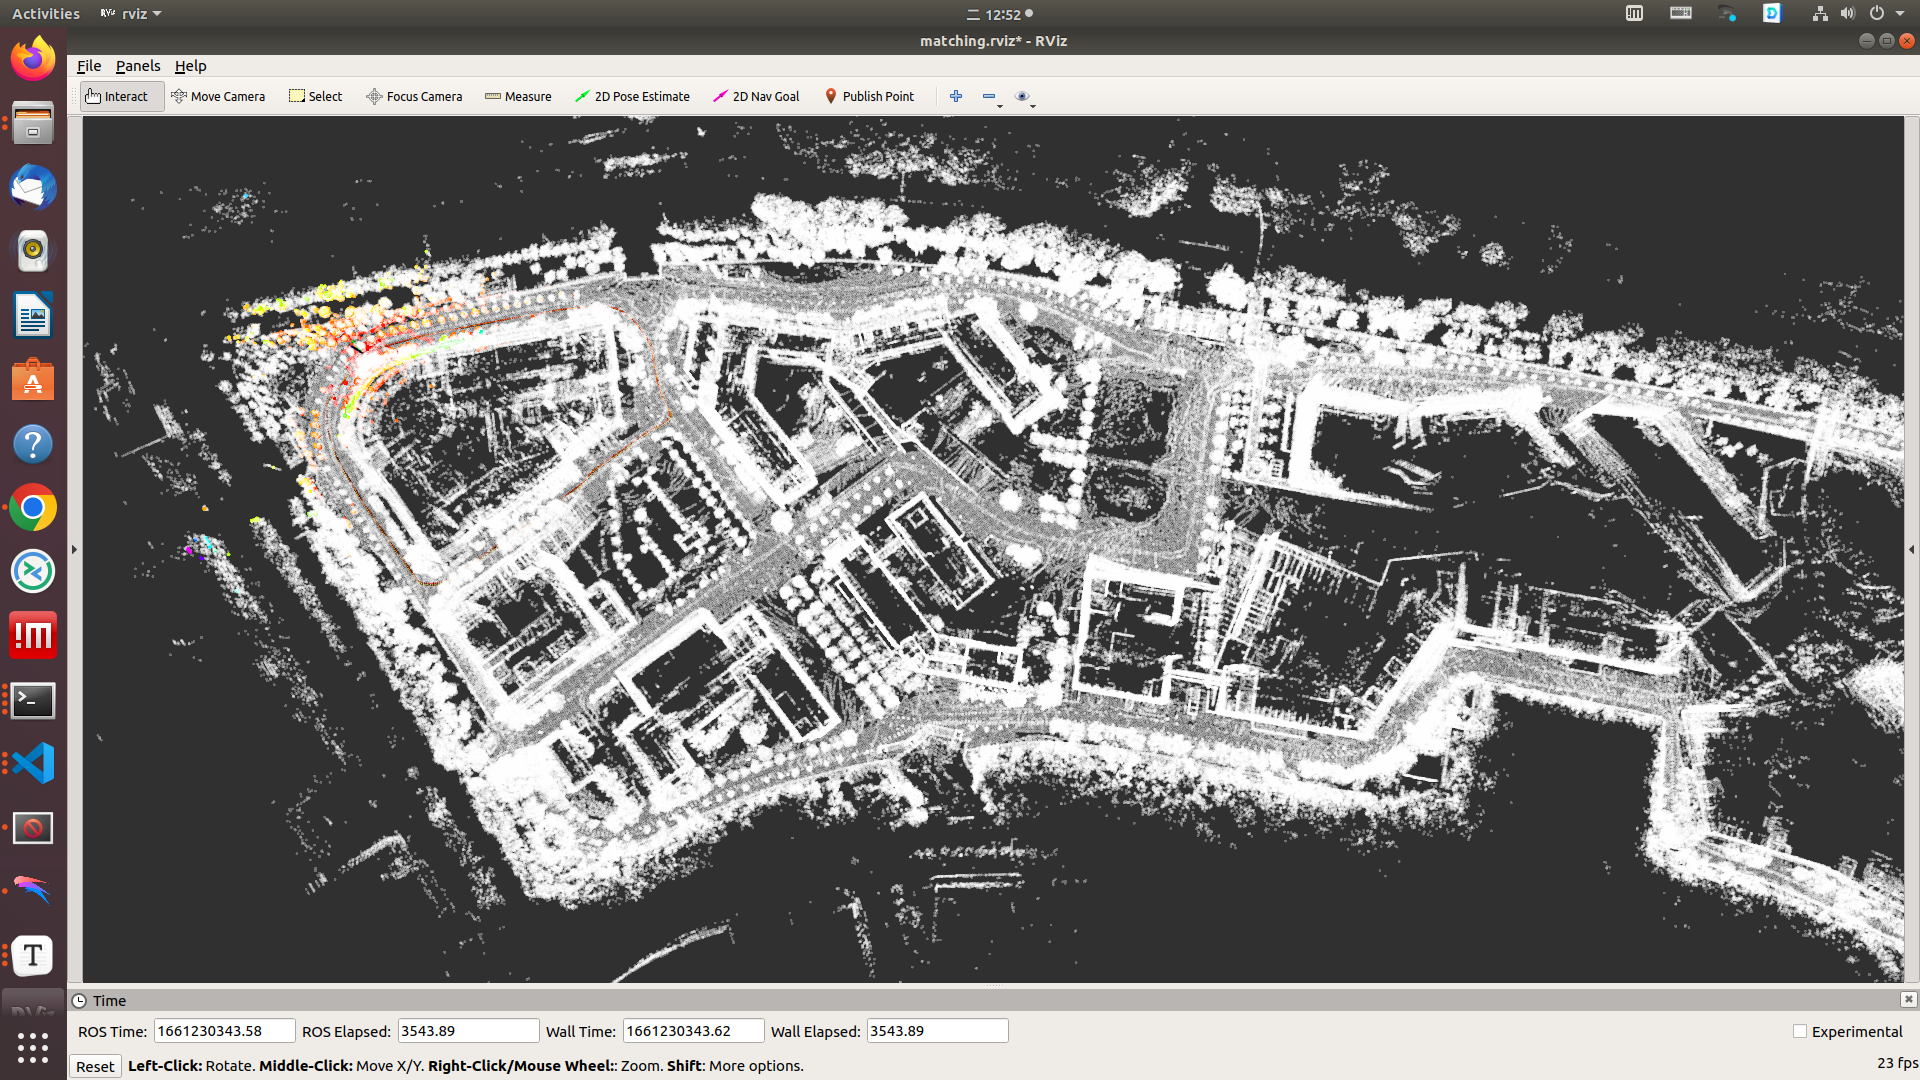 Activities
rviz
二 12:52
matching.rviz* - RViz
File Panels Help
Interact Move Camera Select Focus Camera Measure 2D Pose Estimate 2D Nav Goal Publish Point
Time
ROS Time: 1661230343.58 ROS Elapsed: 3543.89 Wall Time: 1661230343.62 Wall Elapsed: 3543.89 Experimental
Reset Left-Click: Rotate. Middle-Click: Move X/Y. Right-Click/Mouse Wheel:: Zoom. Shift: More options. 23 fps